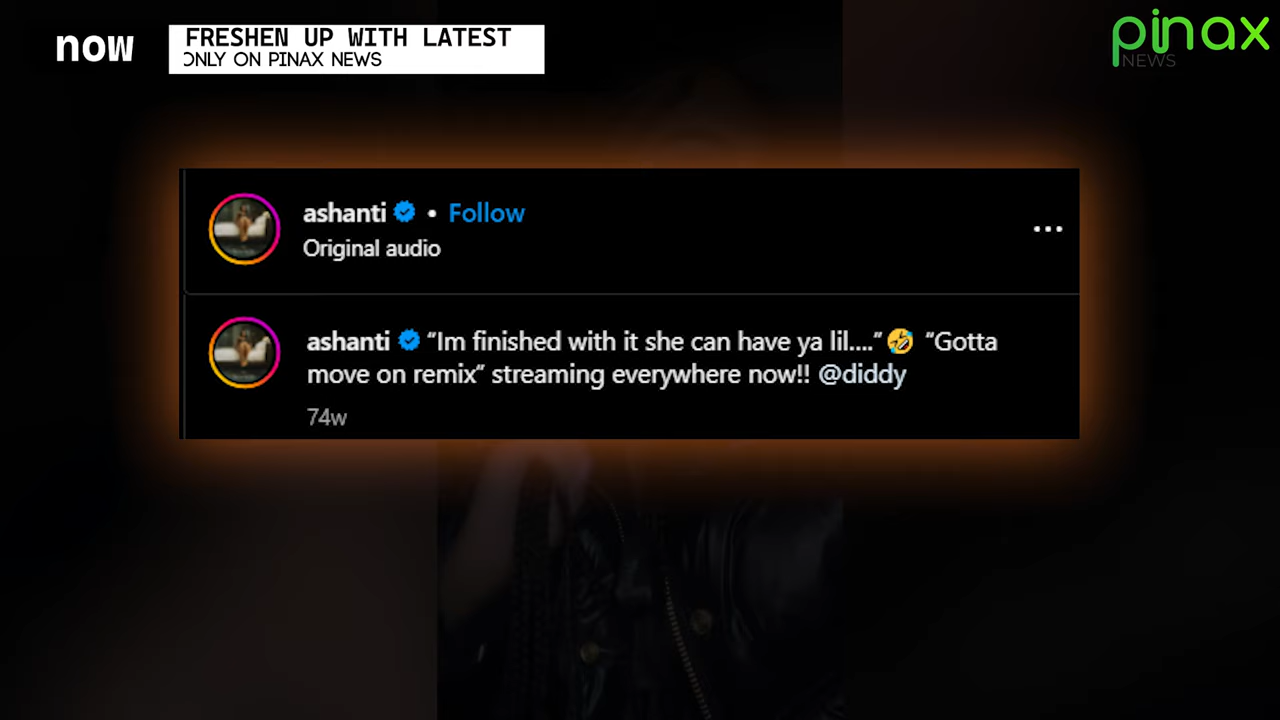 now
FRESHEN UP WITH LATEST
ONLY ON PINAX NEWS
pinax
NEWS
ashanti • Follow
Original audio
ashanti “Im finished with it she can have ya lil....”🤣 “Gotta
move on remix” streaming everywhere now!! @diddy
74w